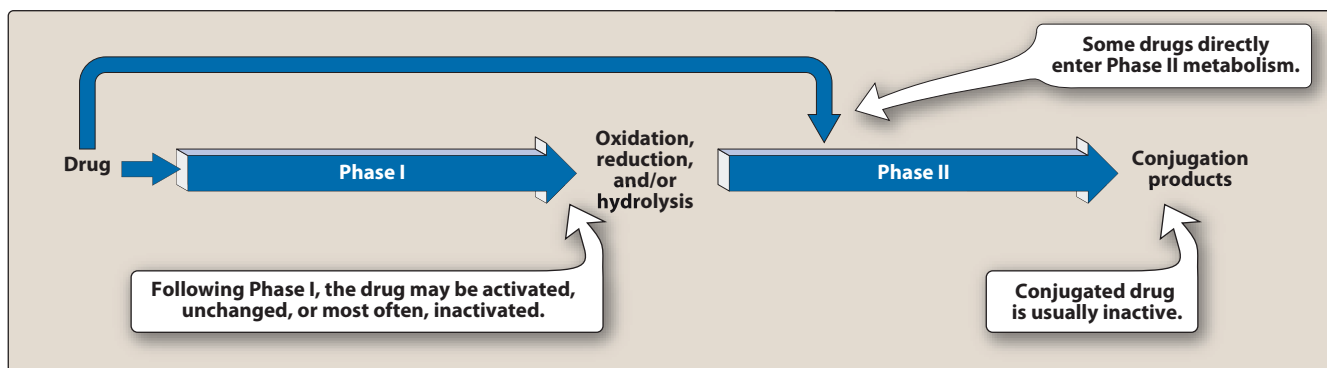 Some drugs directly
enter Phase II metabolism.
Drug
Phase I
Oxidation,
reduction,
and/or
hydrolysis
Phase II
Conjugation
products
Following Phase I, the drug may be activated,
unchanged, or most often, inactivated.
Conjugated drug
is usually inactive.